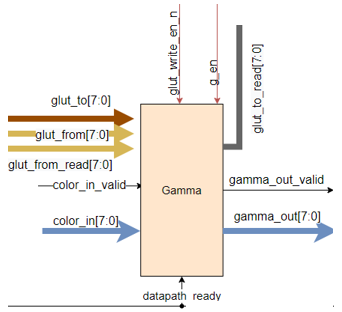 glut_write_en_n
g_en
glut_to_read[7:0]
glut_to[7:0]
glut_from[7:0]
glut_from_read[7:0]
color_in_valid
Gamma
gamma_out_valid
color_in[7:0]
gamma_out[7:0]
datapath_ready